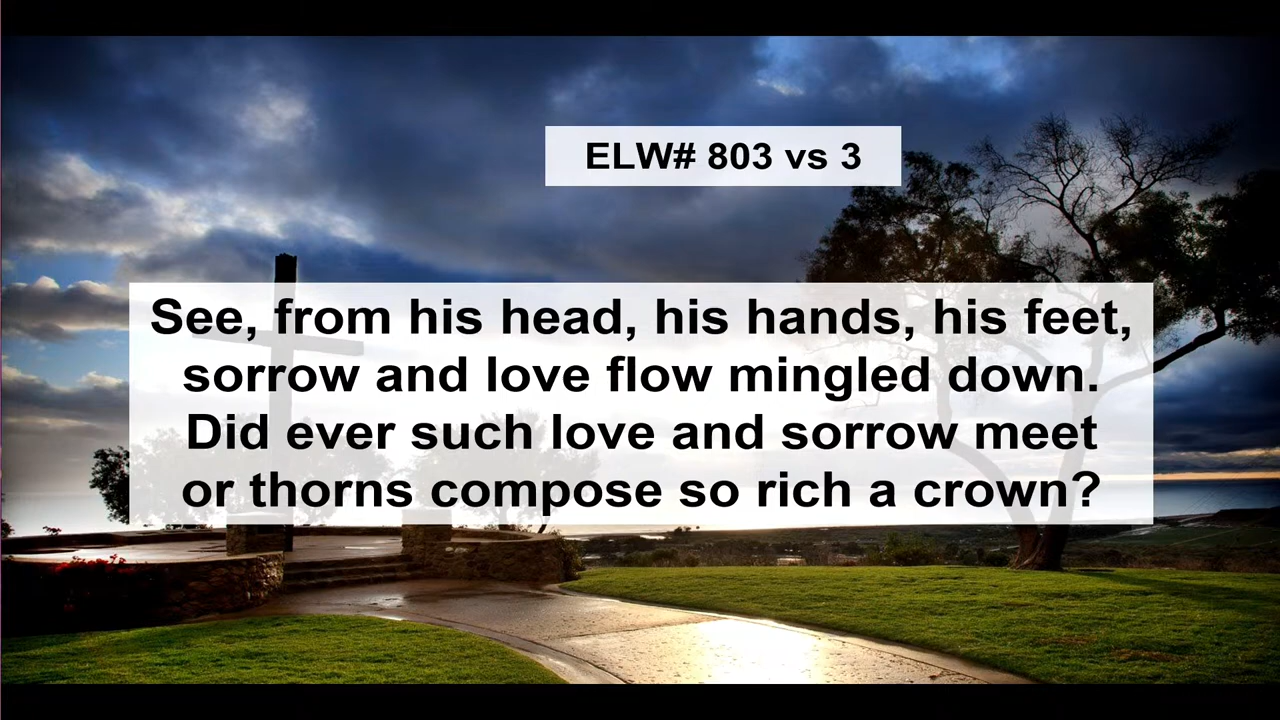 ELW# 803 vs 3
See, from his head, his hands, his feet,
sorrow and love flow mingled down.
Did ever such love and sorrow meet
or thorns compose so rich a crown?